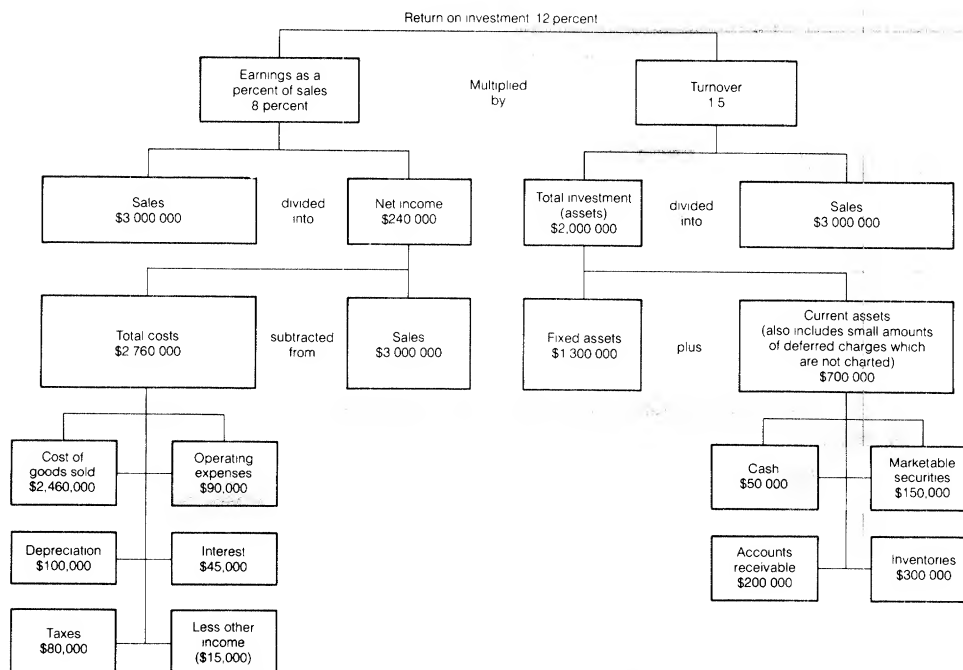 Return on investment 12 percent
Earnings as a
percent of sales
8 percent
Multiplied
by
Turnover
1 5
Sales
$3 000 000
divided
into
Net income
$240 000
Total investment
(assets)
$2,000 000
divided
into
Sales
$3 000 000
Total costs
$2 760 000
subtracted
from
Sales
$3 000 000
Fixed assets
$1 300 000
plus
Current assets
(also includes small amounts
of deferred charges which
are not charted)
$700 000
Cost of
goods sold
$2,460,000
Operating
expenses
$90,000
Cash
$50 000
Marketable
securities
$150,000
Depreciation
$100,000
Interest
$45,000
Accounts
receivable
$200 000
Inventories
$300 000
Taxes
$80,000
Less other
income
($15,000)